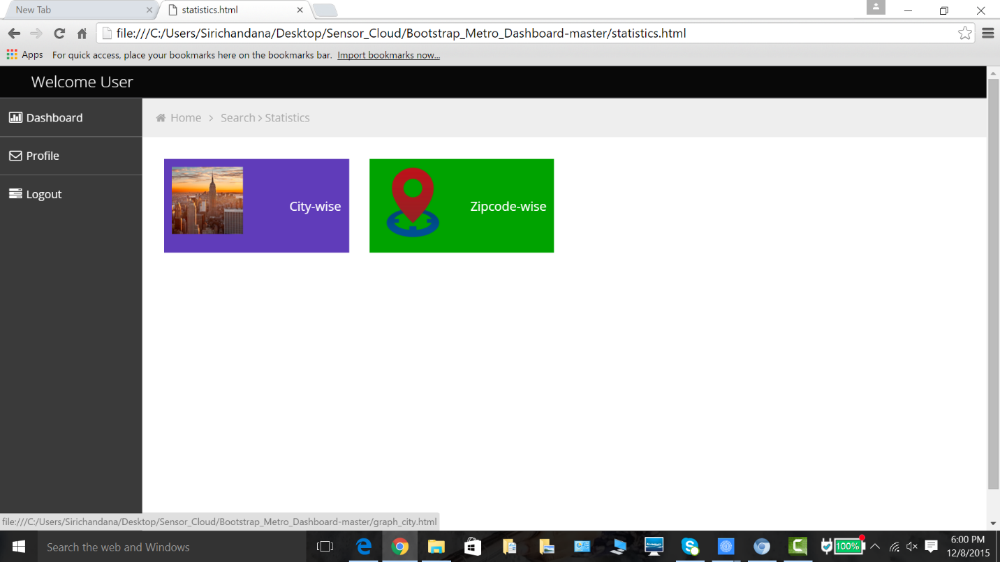 New Tab
statistics.html
file:///C:/Users/Sirichandana/Desktop/Sensor_Cloud/Bootstrap_Metro_Dashboard-master/statistics.html
Apps For quick access, place your bookmarks here on the bookmarks bar. Import bookmarks now...
Welcome User
Dashboard
Home > Search > Statistics
Profile
Logout
City-wise
Zipcode-wise
file:///C:/Users/Sirichandana/Desktop/Sensor_Cloud/Bootstrap_Metro_Dashboard-master/graph_city.html
Search the web and Windows
100%
6:00 PM
12/8/2015